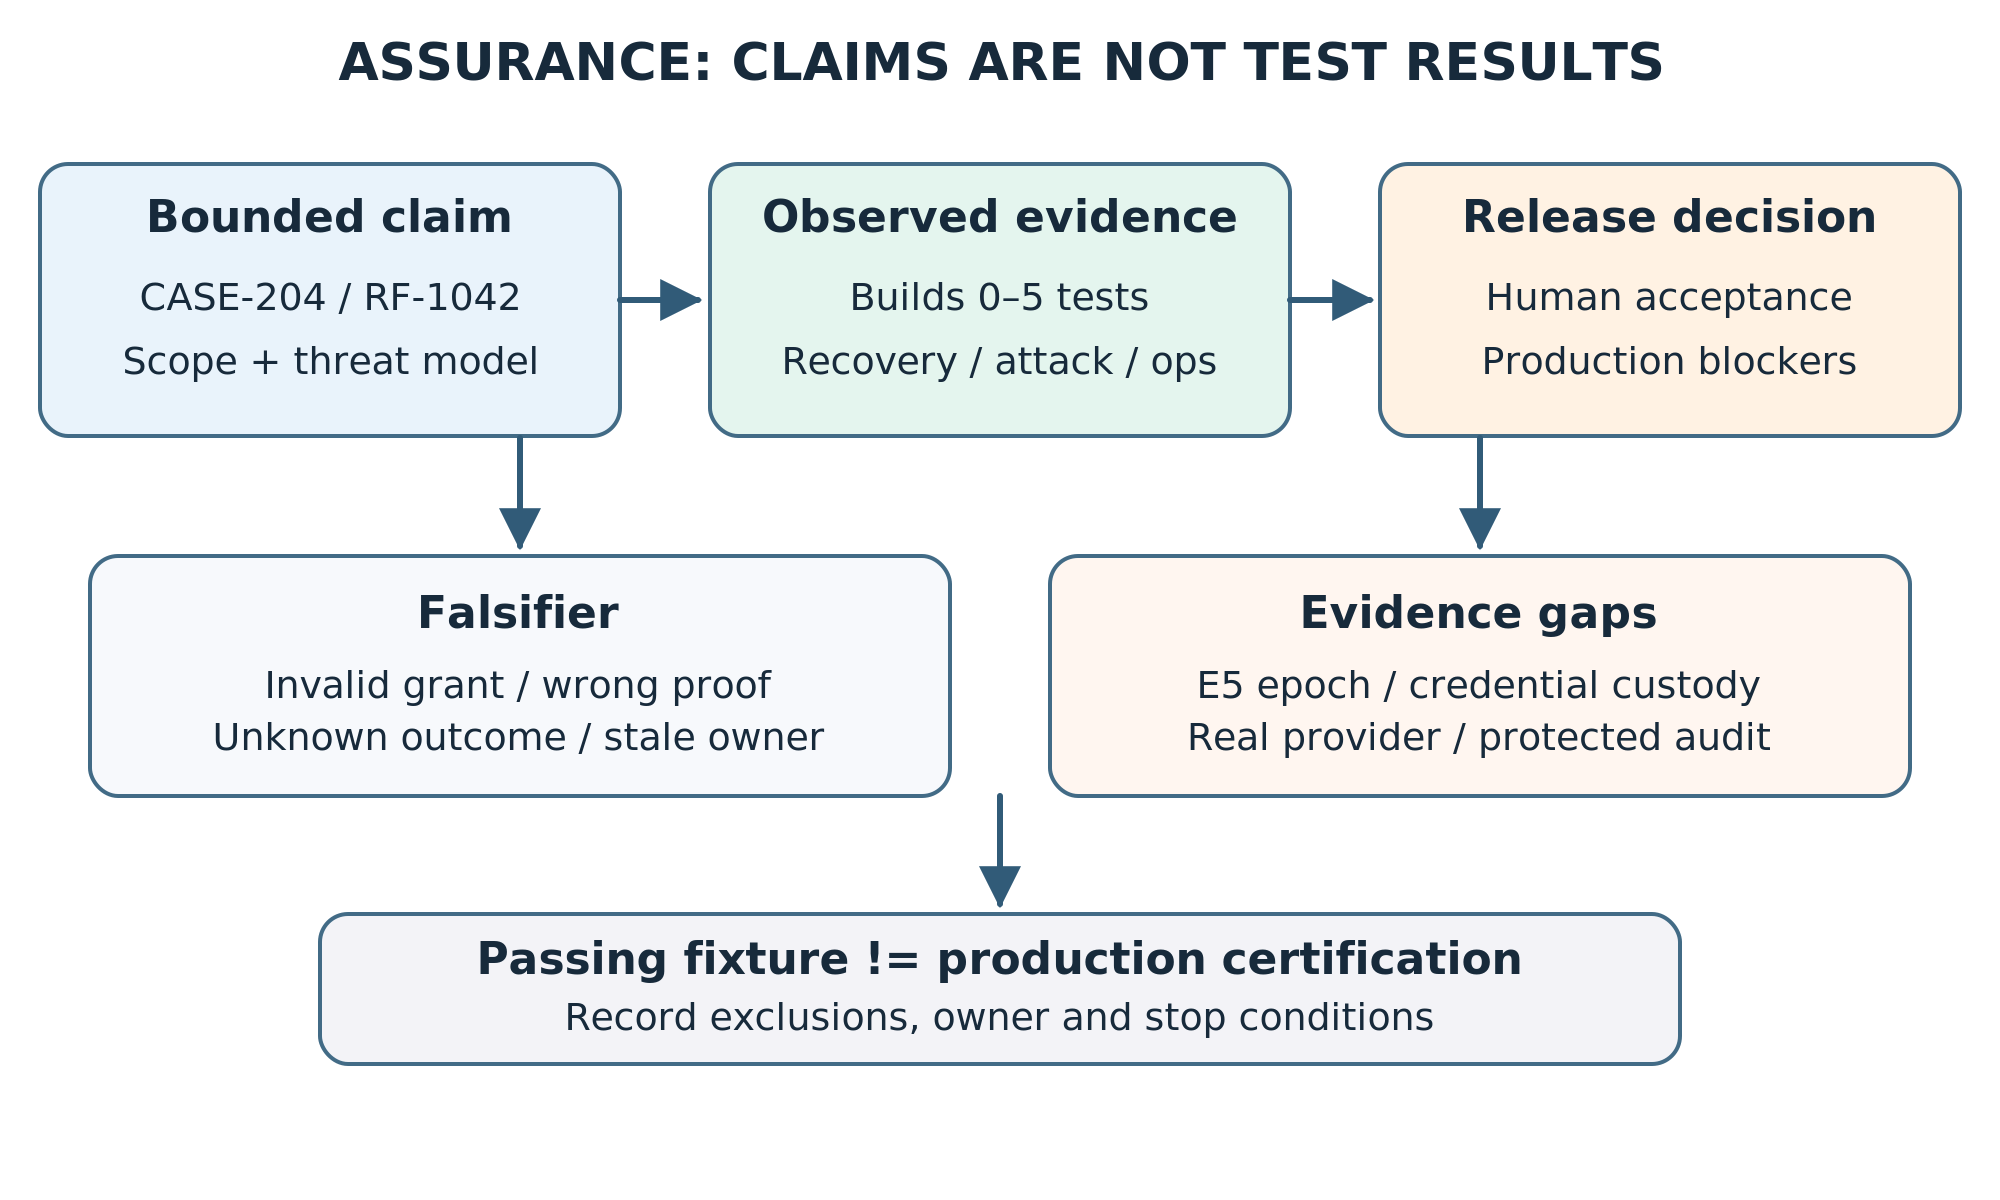 ASSURANCE: CLAIMS ARE NOT TEST RESULTS
Bounded claim
CASE-204 / RF-1042
Scope + threat model
Observed evidence
Builds 0–5 tests
Recovery / attack / ops
Release decision
Human acceptance
Production blockers
Falsifier
Invalid grant / wrong proof
Unknown outcome / stale owner
Evidence gaps
E5 epoch / credential custody
Real provider / protected audit
Passing fixture != production certification
Record exclusions, owner and stop conditions